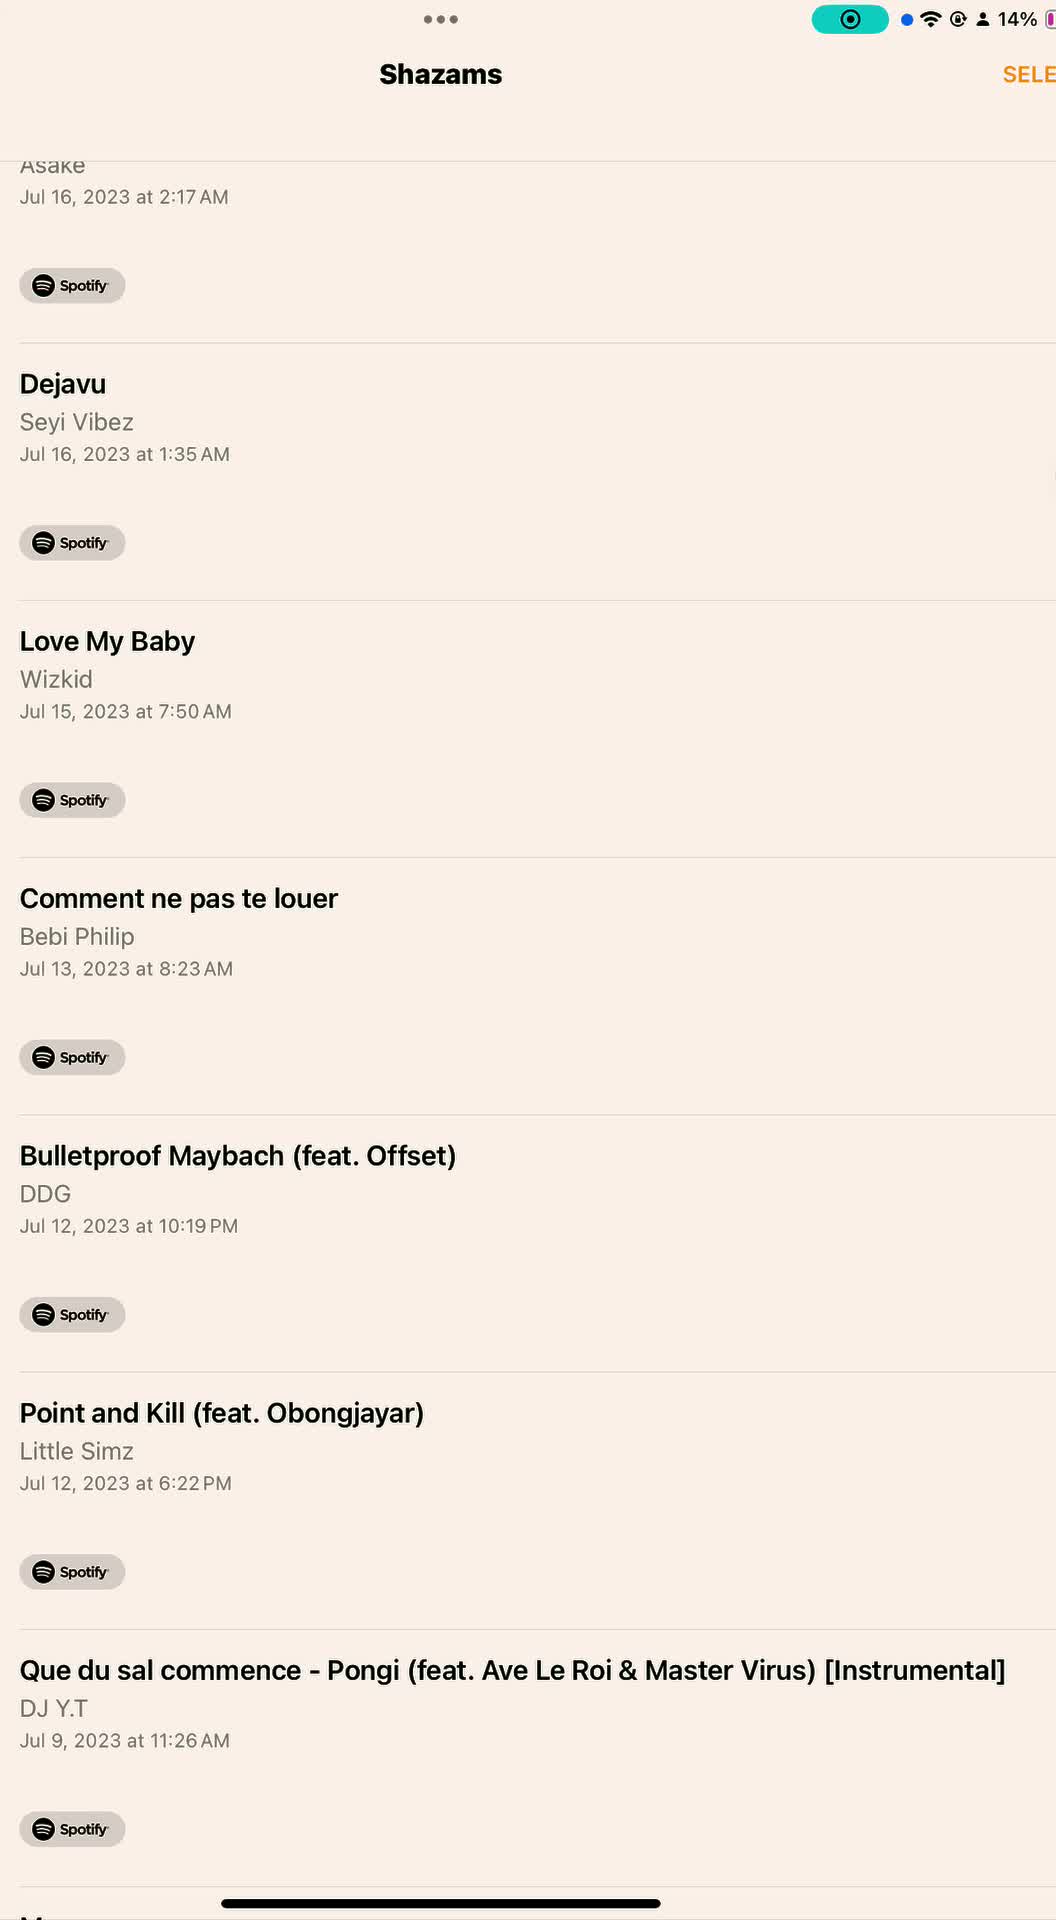 14%
Shazams
SELE
Asake
Jul 16, 2023 at 2:17 AM
Spotify
Dejavu
Seyi Vibez
Jul 16, 2023 at 1:35 AM
Spotify
Love My Baby
Wizkid
Jul 15, 2023 at 7:50 AM
Spotify
Comment ne pas te louer
Bebi Philip
Jul 13, 2023 at 8:23 AM
Spotify
Bulletproof Maybach (feat. Offset)
DDG
Jul 12, 2023 at 10:19 PM
Spotify
Point and Kill (feat. Obongjayar)
Little Simz
Jul 12, 2023 at 6:22 PM
Spotify
Que du sal commence - Pongi (feat. Ave Le Roi & Master Virus) [Instrumental]
DJ Y.T
Jul 9, 2023 at 11:26 AM
Spotify